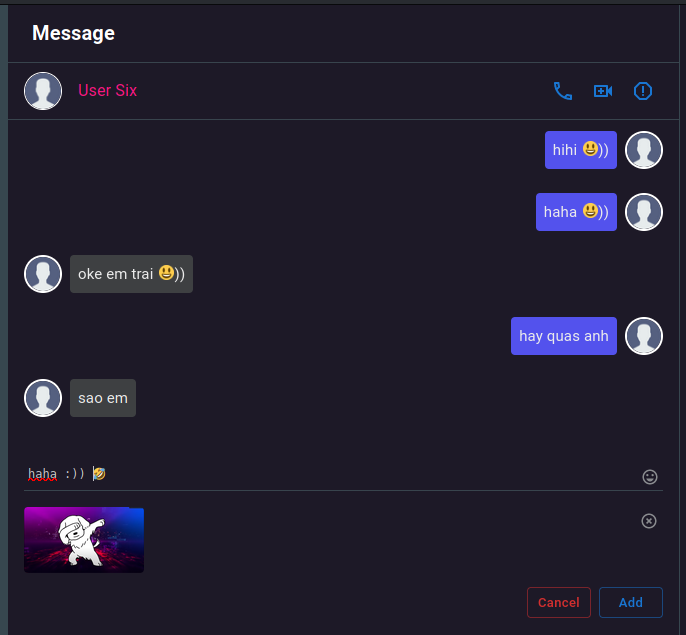 Message
User Six
hihi 😃))
haha 😃))
oke em trai 😃))
hay quas anh
sao em
haha :)) 🤣
Cancel
Add